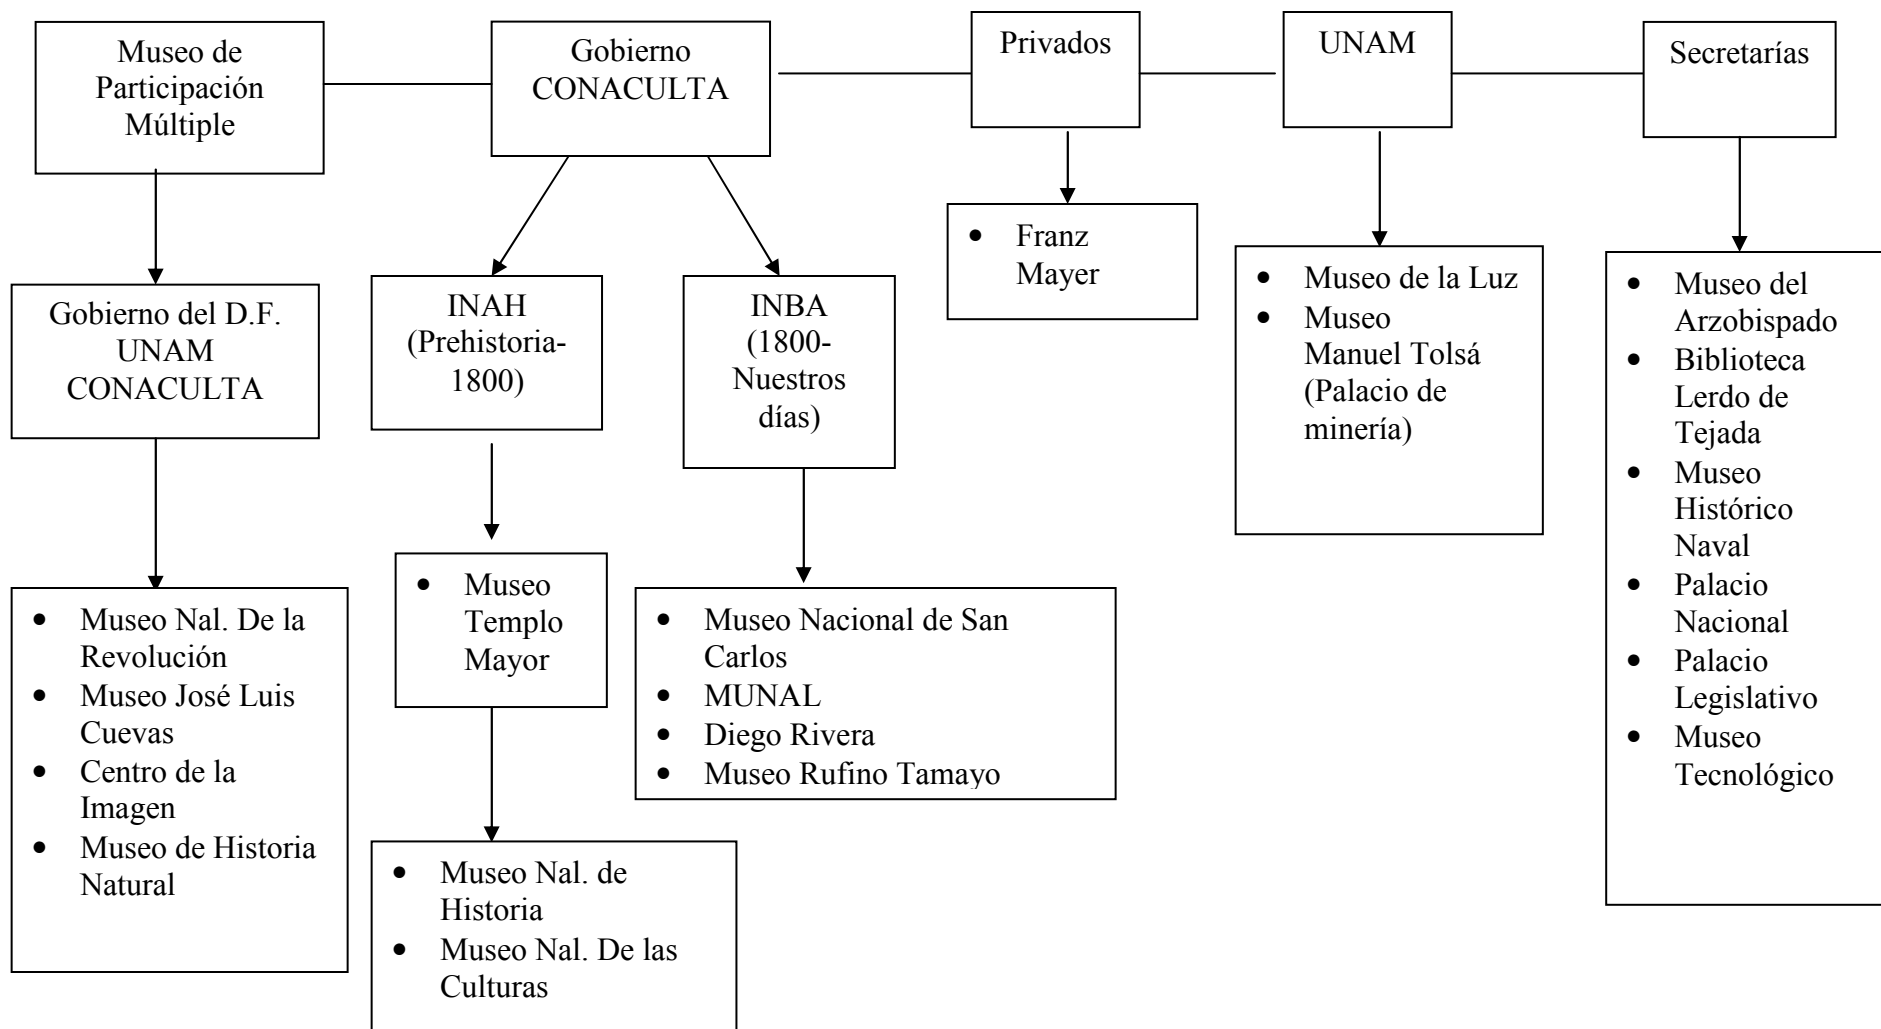 Museo de
Participación
Múltiple
Gobierno
CONACULTA
Privados
UNAM
Secretarías
Gobierno del D.F.
UNAM
CONACULTA
INAH
(Prehistoria-
1800)
INBA
(1800-
Nuestros
días)
• Franz
Mayer
• Museo de la Luz
• Museo
Manuel Tolsá
(Palacio de
minería)
• Museo del
Arzobispado
• Biblioteca
Lerdo de
Tejada
• Museo
Histórico
Naval
• Palacio
Nacional
• Palacio
Legislativo
• Museo
Tecnológico
• Museo Nal. De la
Revolución
• Museo José Luis
Cuevas
• Centro de la
Imagen
• Museo de Historia
Natural
• Museo
Templo
Mayor
• Museo Nacional de San
Carlos
• MUNAL
• Diego Rivera
• Museo Rufino Tamayo
• Museo Nal. de
Historia
• Museo Nal. De las
Culturas